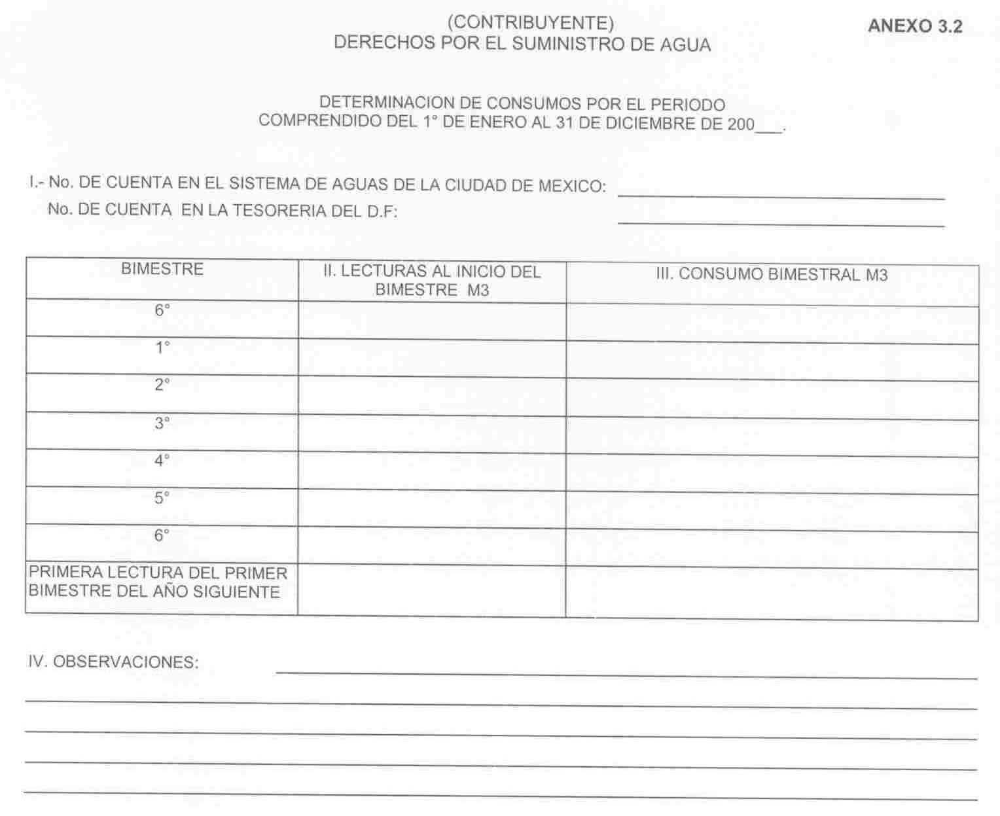 (CONTRIBUYENTE)
ANEXO 3.2
DERECHOS POR EL SUMINISTRO DE AGUA
DETERMINACION DE CONSUMOS POR EL PERIODO
COMPRENDIDO DEL 1° DE ENERO AL 31 DE DICIEMBRE DE 200___.
I.- No. DE CUENTA EN EL SISTEMA DE AGUAS DE LA CIUDAD DE MEXICO:
No. DE CUENTA EN LA TESORERIA DEL D.F:
BIMESTRE
II. LECTURAS AL INICIO DEL
BIMESTRE M3
III. CONSUMO BIMESTRAL M3
6°
1°
2°
3°
4°
5°
6°
PRIMERA LECTURA DEL PRIMER
BIMESTRE DEL AÑO SIGUIENTE
IV. OBSERVACIONES: